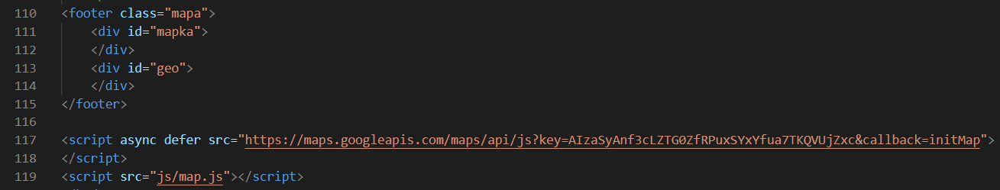 110 <footer class="mapa">
111 <div id="mapka">
112 </div>
113 <div id="geo">
114 </div>
115 </footer>
116
117 <script async defer src="https://maps.googleapis.com/maps/api/js?key=AIzaSyAnf3cLZTG0ZfRPuxSYxYfua7TKQVUjZxc&callback=initMap">
118 </script>
119 <script src="js/map.js"></script>